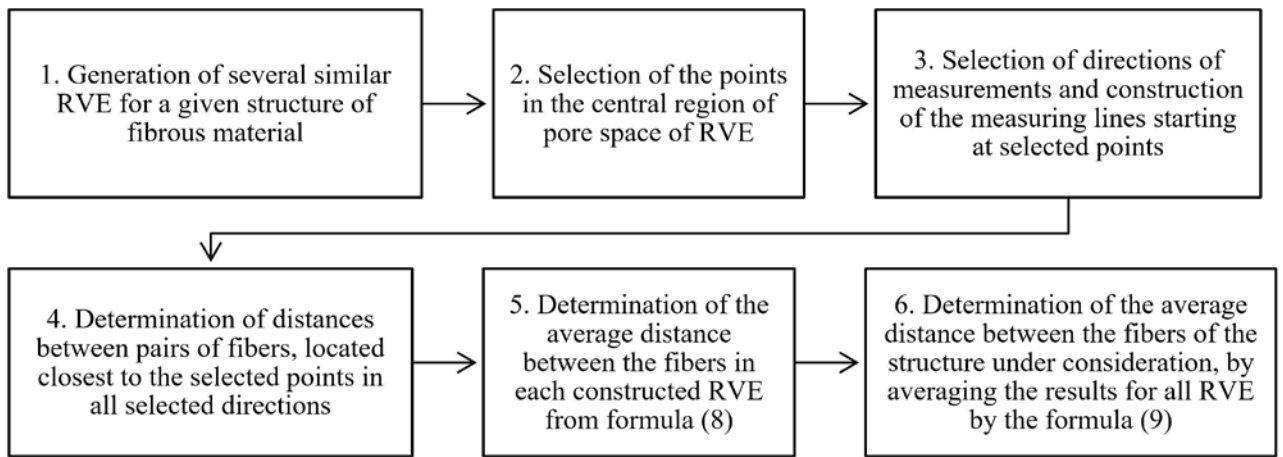 1. Generation of several similar
RVE for a given structure of
fibrous material
2. Selection of the points
in the central region of
pore space of RVE
3. Selection of directions of
measurements and construction
of the measuring lines starting
at selected points
4. Determination of distances
between pairs of fibers, located
closest to the selected points in
all selected directions
5. Determination of the
average distance
between the fibers in
each constructed RVE
from formula (8)
6. Determination of the average
distance between the fibers of the
structure under consideration, by
averaging the results for all RVE
by the formula (9)